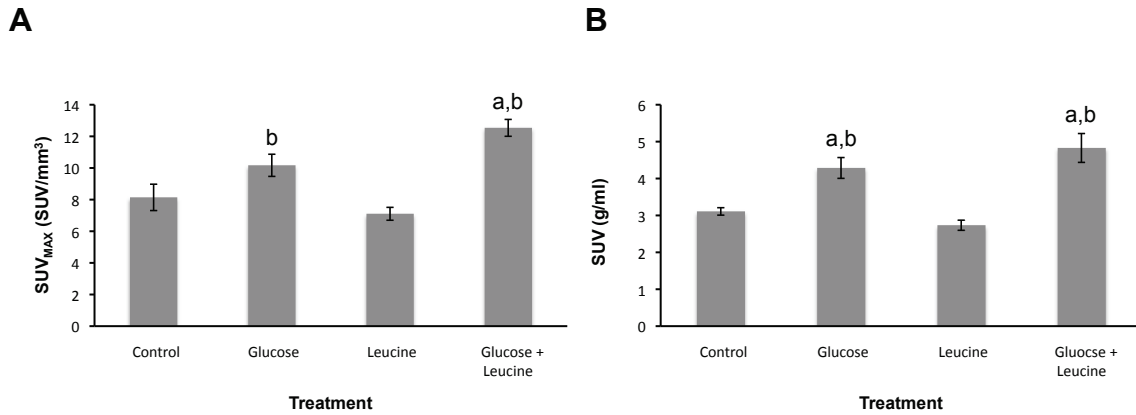 A
SUV_MAX (SUV/mm³)
14
12
10
8
6
4
2
0
b
a,b
Control
Glucose
Leucine
Glucose +
Leucine
Treatment
B
SUV (g/ml)
6
5
4
3
2
1
0
a,b
a,b
Control
Glucose
Leucine
Gluocse +
Leucine
Treatment